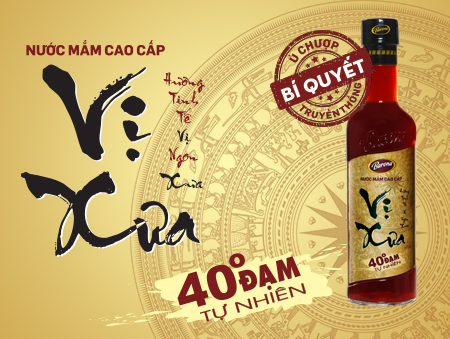 NƯỚC MẮM CAO CẤP
Vị
Xưa
Hương
Tinh
Tế
Vị
Ngon
Xưa
Ủ CHƯỢP
BÍ QUYẾT
TRUYỀN THỐNG
40° ĐẠM
TỰ NHIÊN
Barona
NƯỚC MẮM CAO CẤP
Vị
Xưa
40° ĐẠM
TỰ NHIÊN